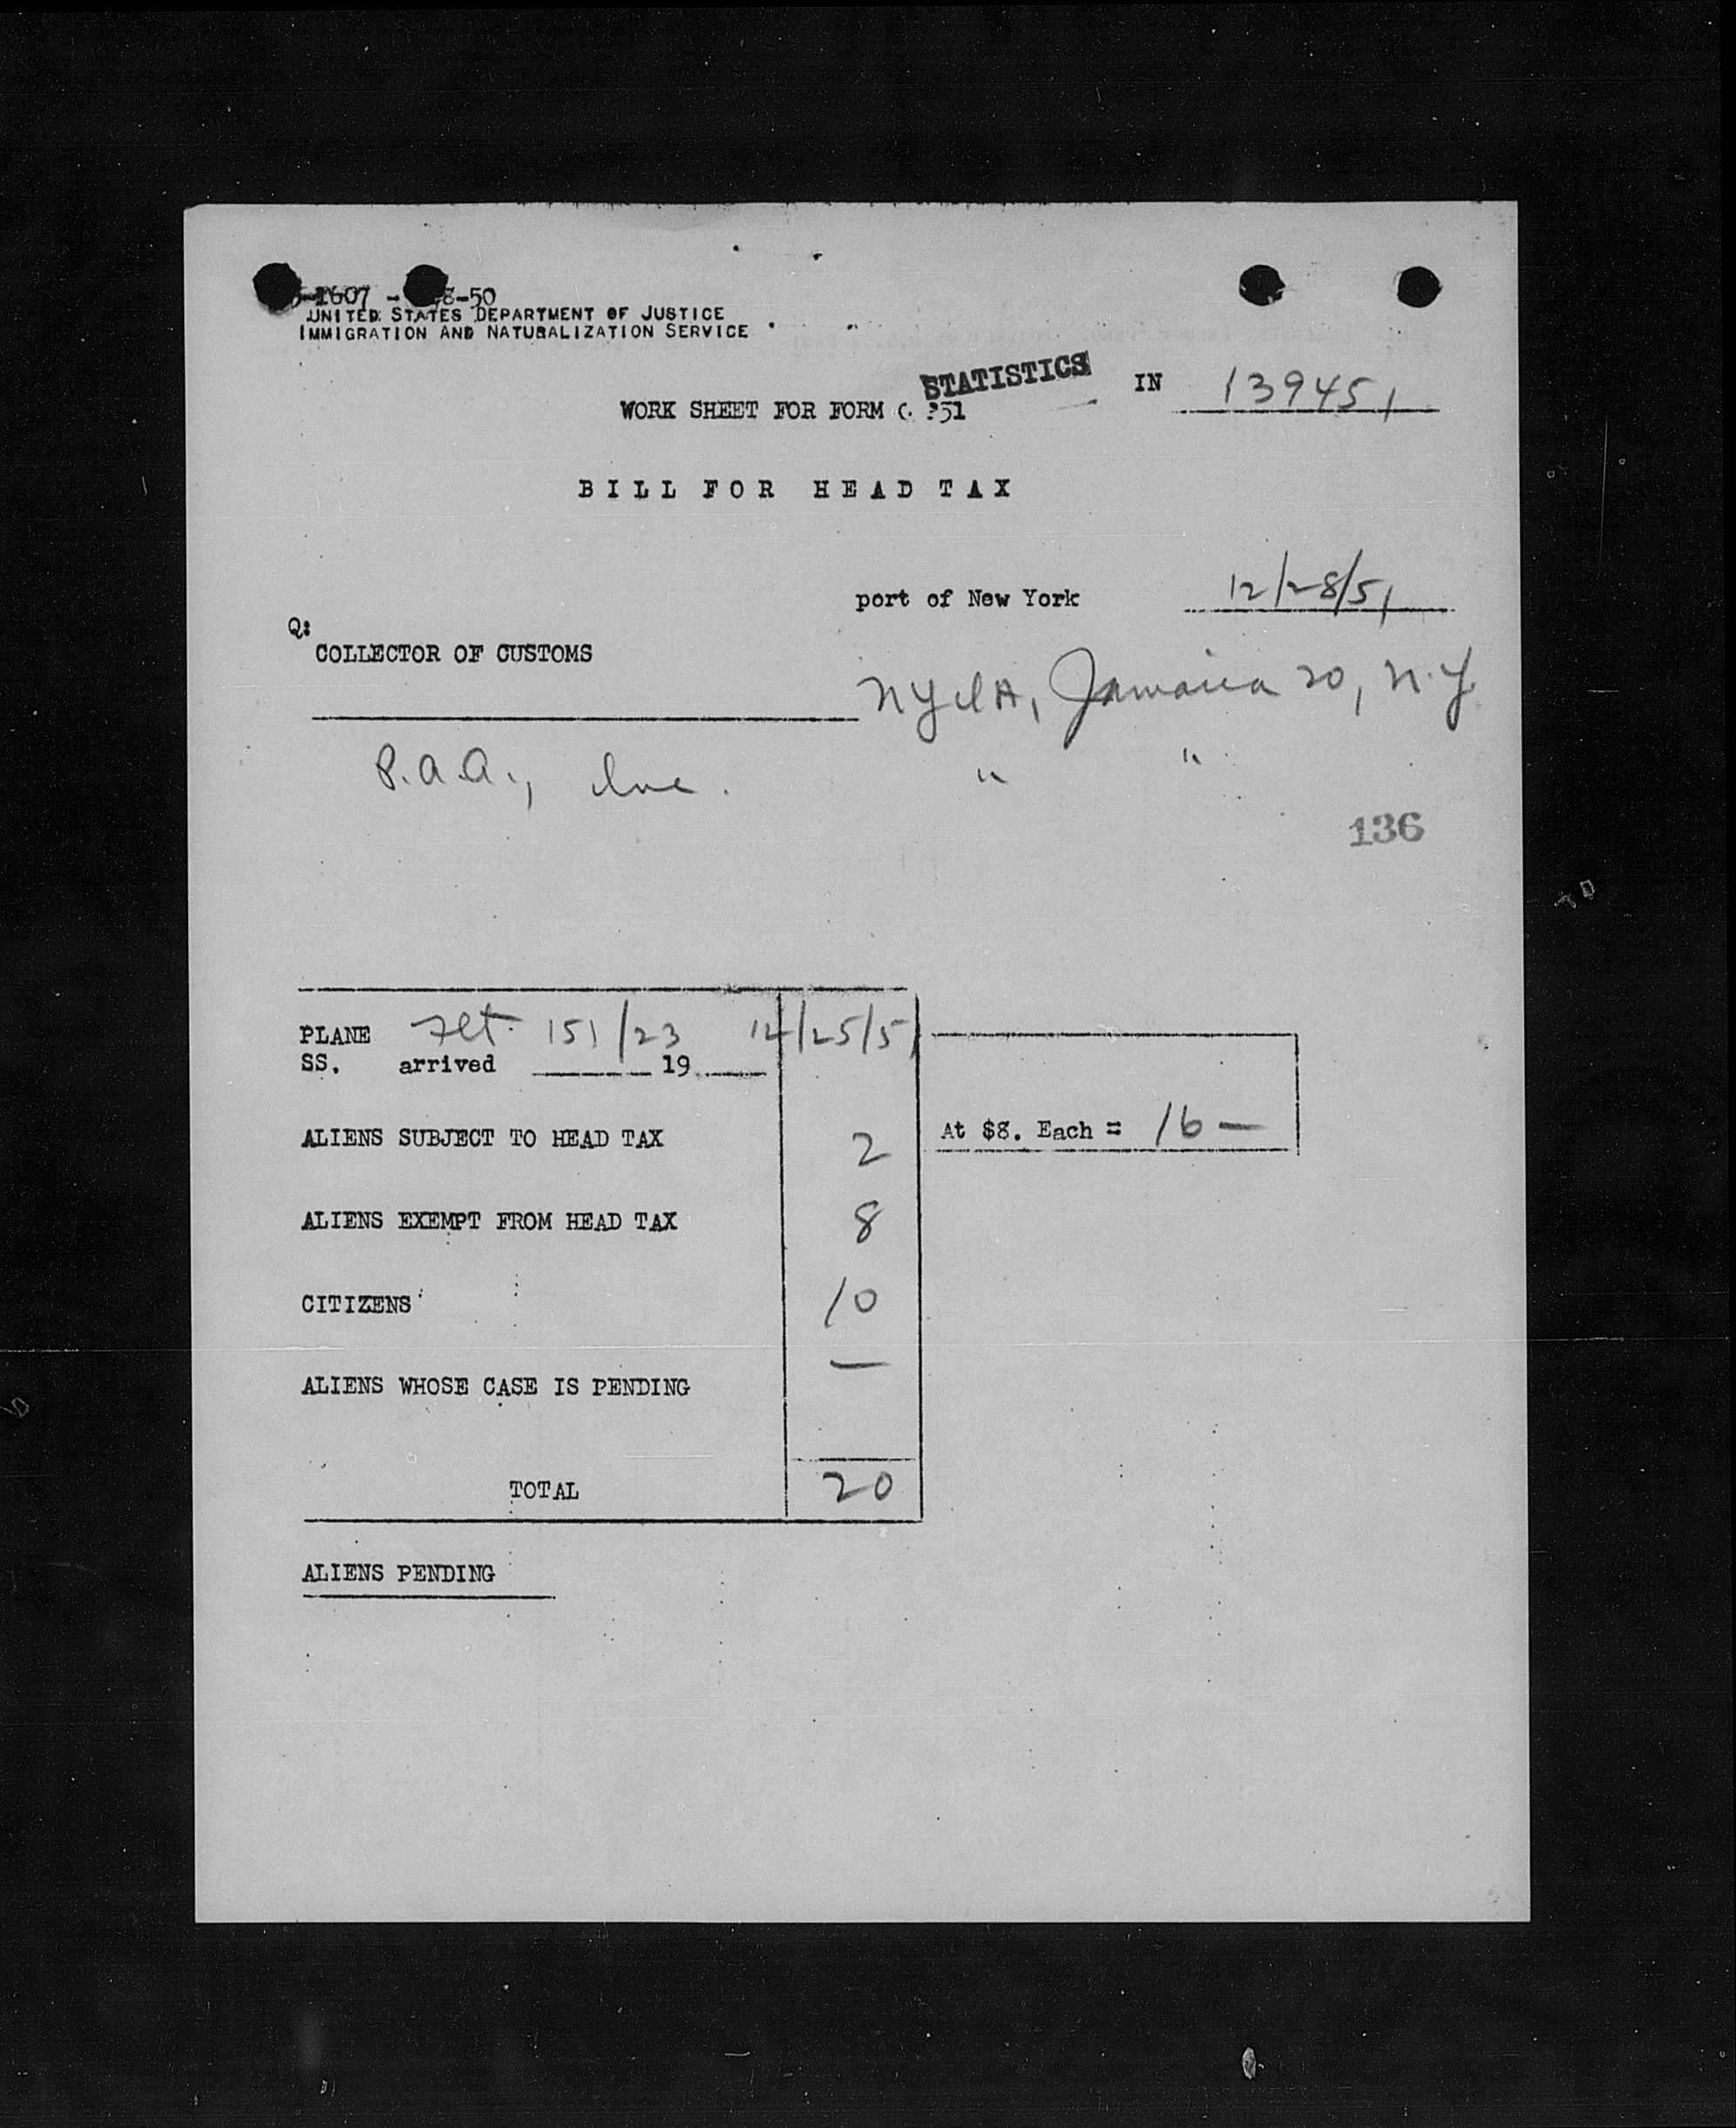 -1607 - 8-50
UNITED STATES DEPARTMENT OF JUSTICE
IMMIGRATION AND NATURALIZATION SERVICE
STATISTICS
IN 139451
WORK SHEET FOR FORM 51
BILL FOR HEAD TAX
port of New York 12/28/51
Q:
COLLECTOR OF CUSTOMS
NYIA, Jamaica 20, N.Y.
P.A.A., Inc. " "
136
PLANE Flt. 151/23 12/25/51
SS. arrived 19
ALIENS SUBJECT TO HEAD TAX 2 At $8. Each = 16 —
ALIENS EXEMPT FROM HEAD TAX 8
CITIZENS 10
ALIENS WHOSE CASE IS PENDING —
TOTAL 20
ALIENS PENDING